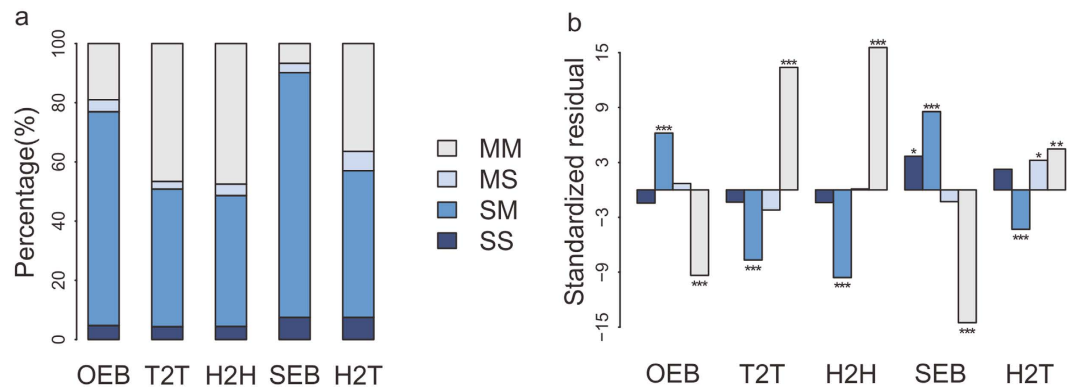 a
Percentage(%)
100
80
60
40
20
0
OEB T2T H2H SEB H2T
MM
MS
SM
SS
b
Standardized residual
15
9
3
−3
−9
−15
*** *** *** *** *** *** * *** *** *** * **
OEB T2T H2H SEB H2T